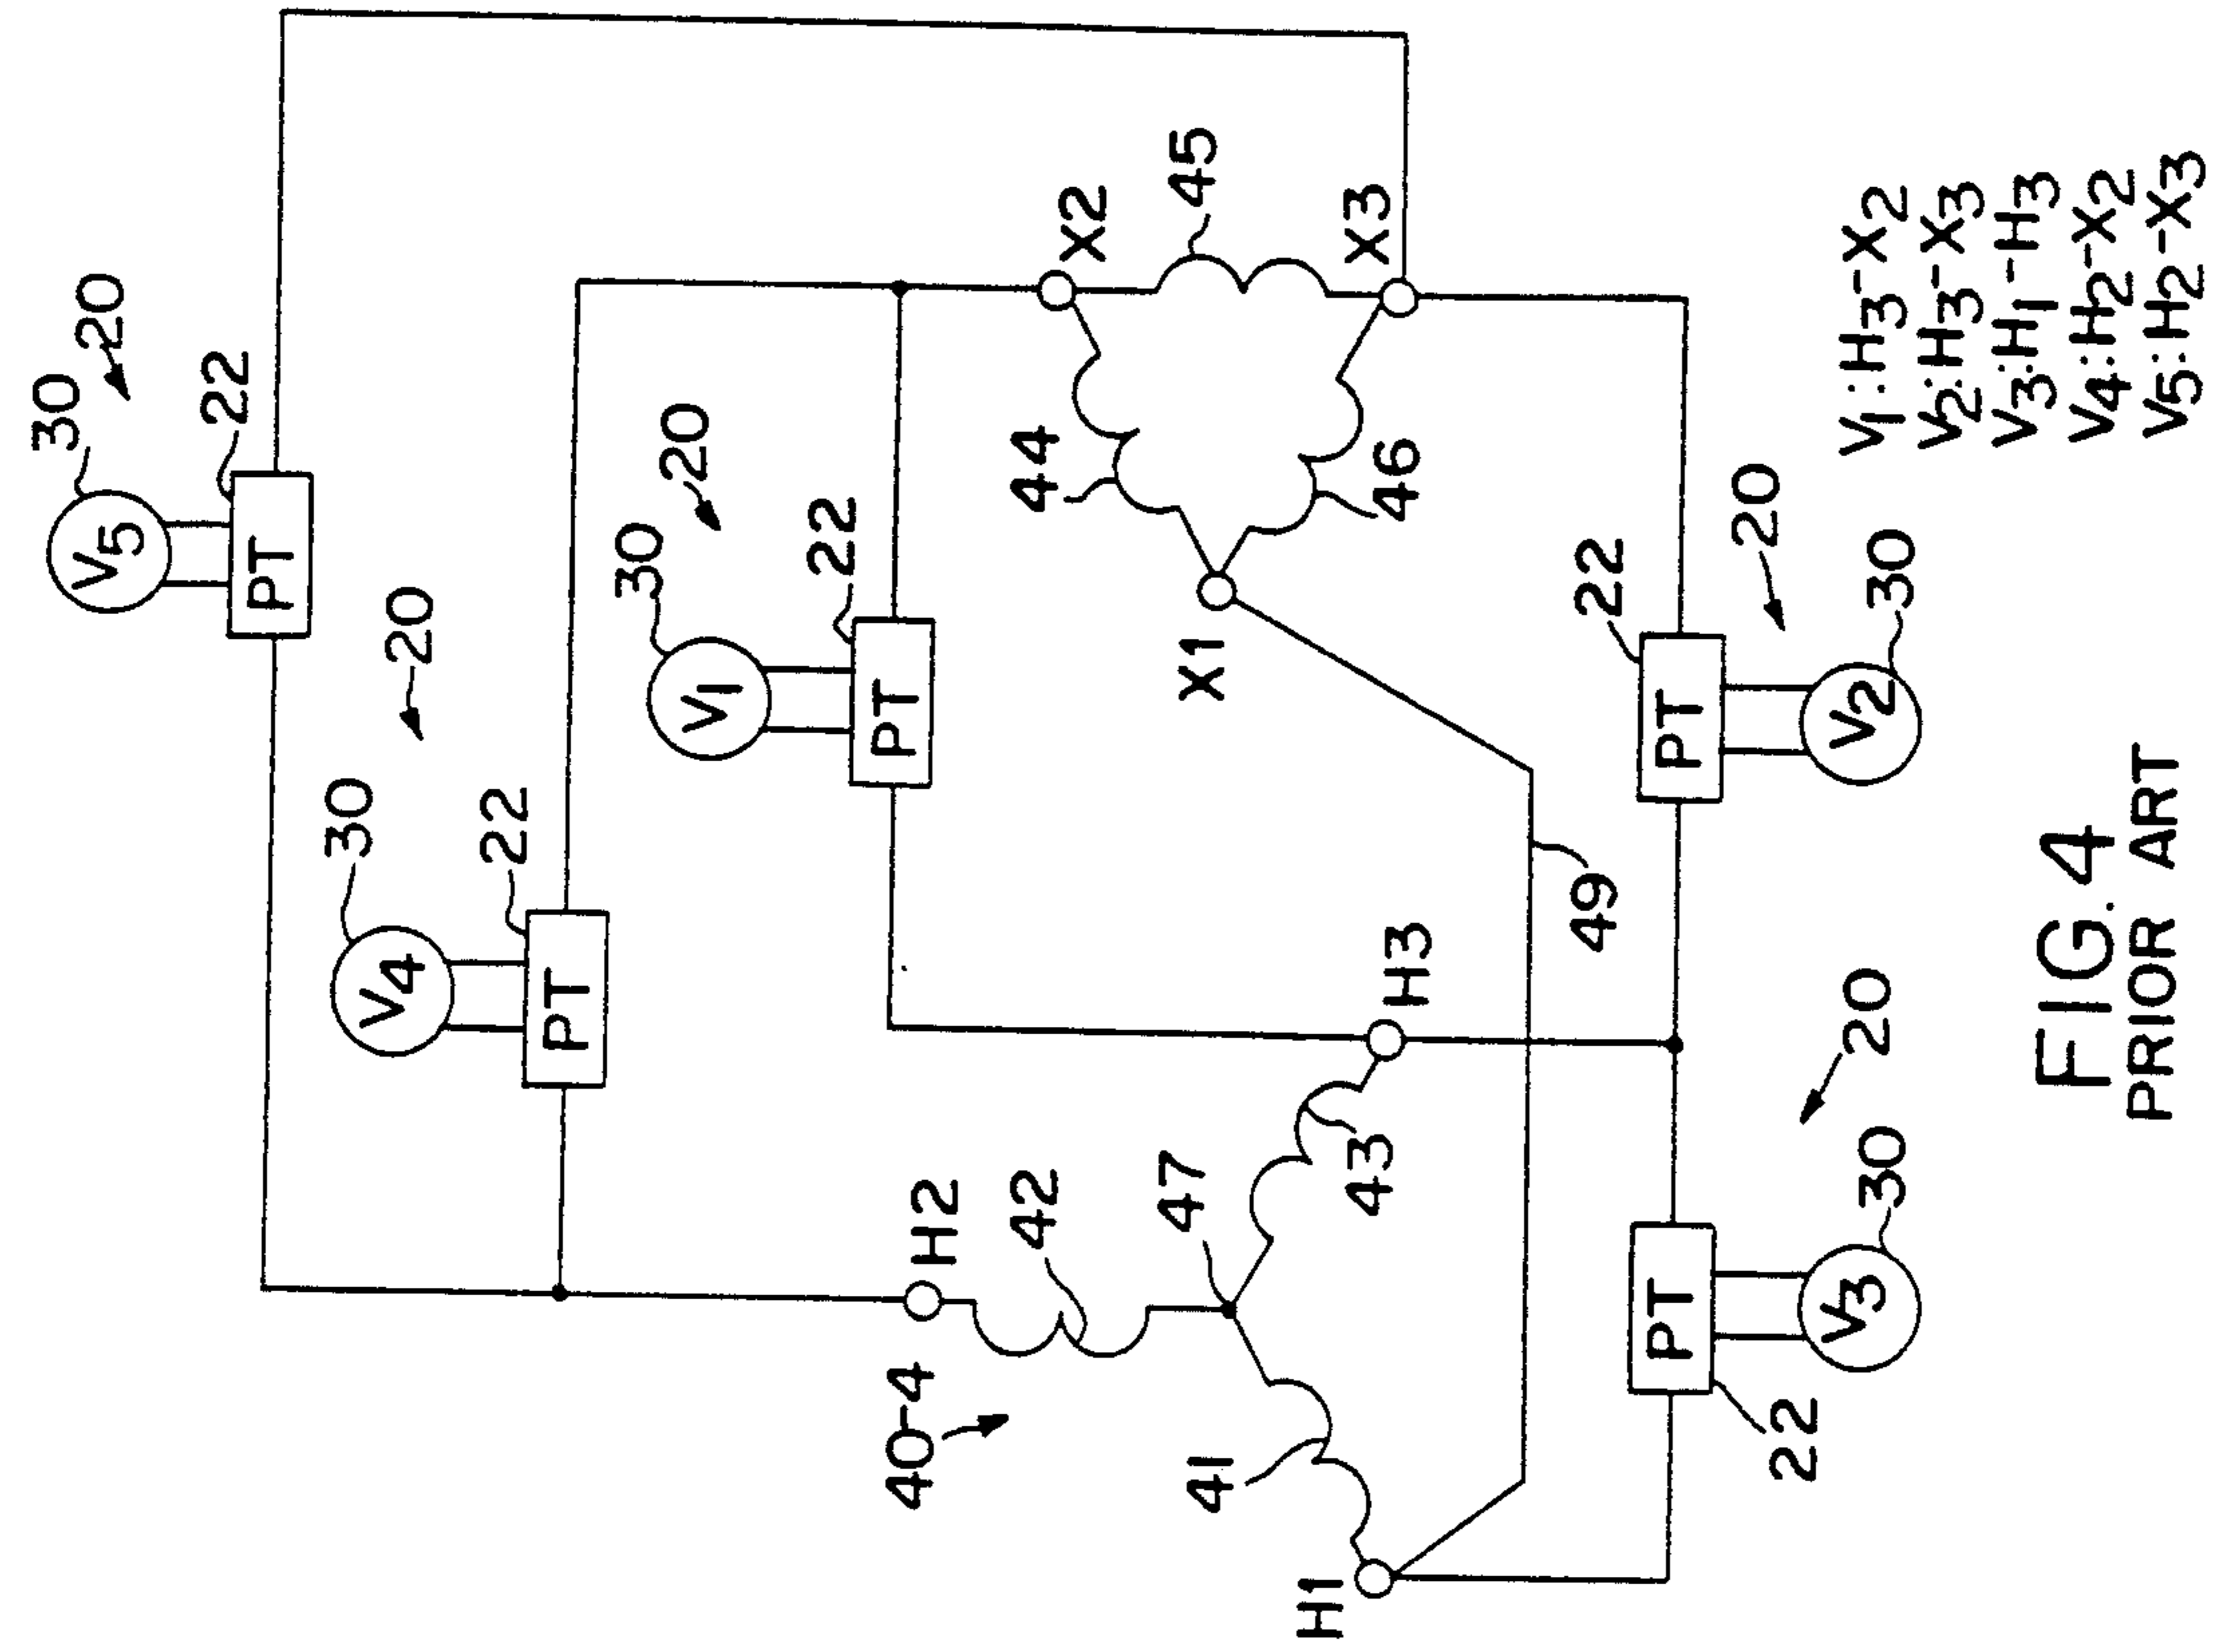 30
20
V5
22
PT
20
30
V4
22
PT
20
30
V1
22
PT
X2
45
44
X1
46
X3
H2
42
40-4
47
41
43
H3
H1
49
22
PT
20
30
V2
22
PT
20
30
V3
V1:H3-X2
V2:H3-X3
V3:H1-H3
V4:H2-X2
V5:H2-X3
FIG. 4
PRIOR ART